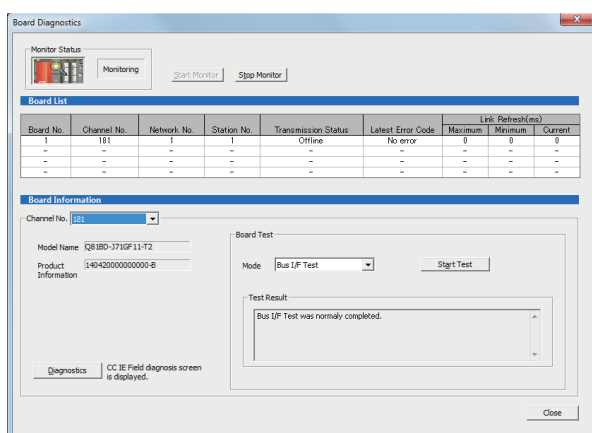 Board Diagnostics
Monitor Status
Monitoring
Start Monitor
Stop Monitor
Board List
Link Refresh(ms)
Board No. Channel No. Network No. Station No. Transmission Status Latest Error Code Maximum Minimum Current
1 181 1 1 Offline No error 0 0 0
- - - - - - - - -
- - - - - - - - -
- - - - - - - - -
Board Information
Channel No. 181
Board Test
Model Name Q81BD-J71GF11-T2
Product Information 140420000000000-B
Mode Bus I/F Test Start Test
Test Result
Bus I/F Test was normaly completed.
Diagnostics
CC IE Field diagnosis screen
is displayed.
Close